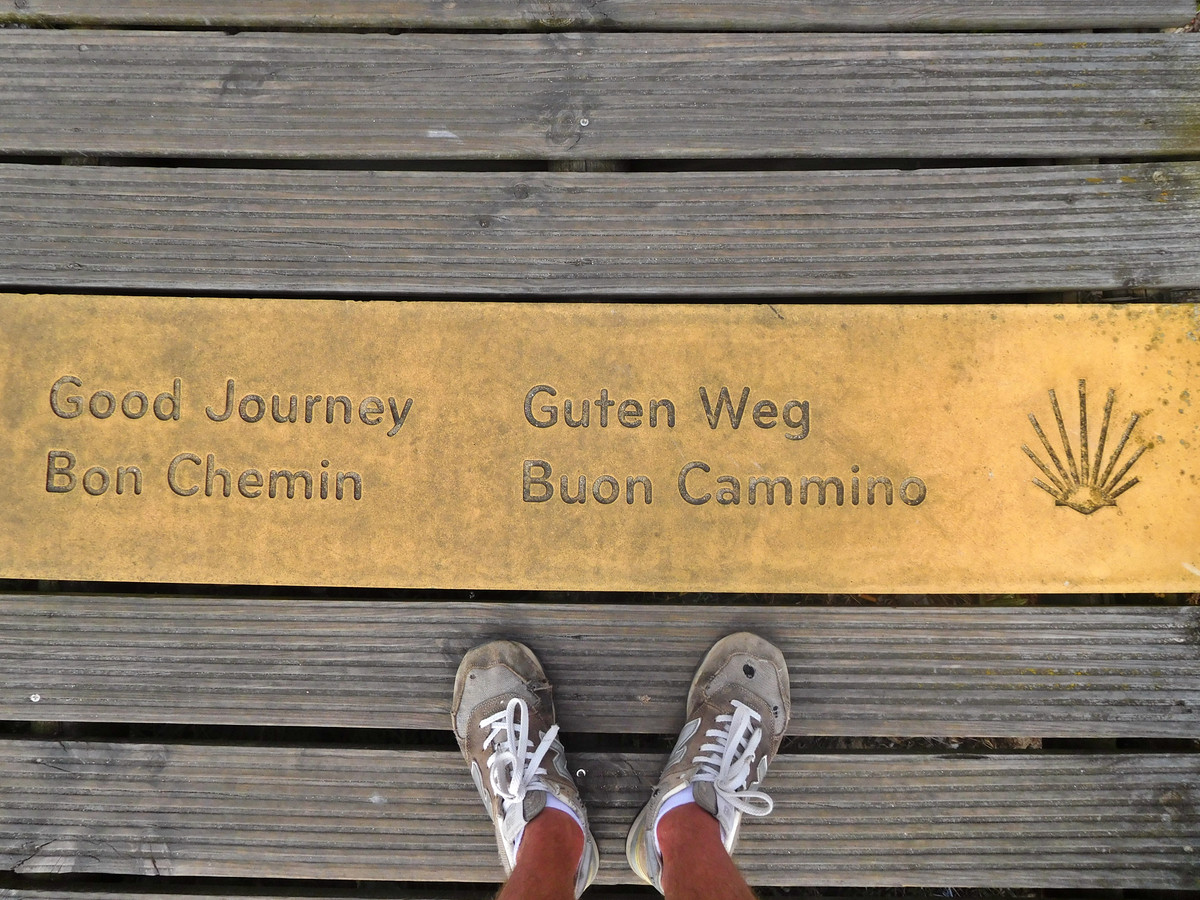 Good Journey
Bon Chemin
Guten Weg
Buon Cammino